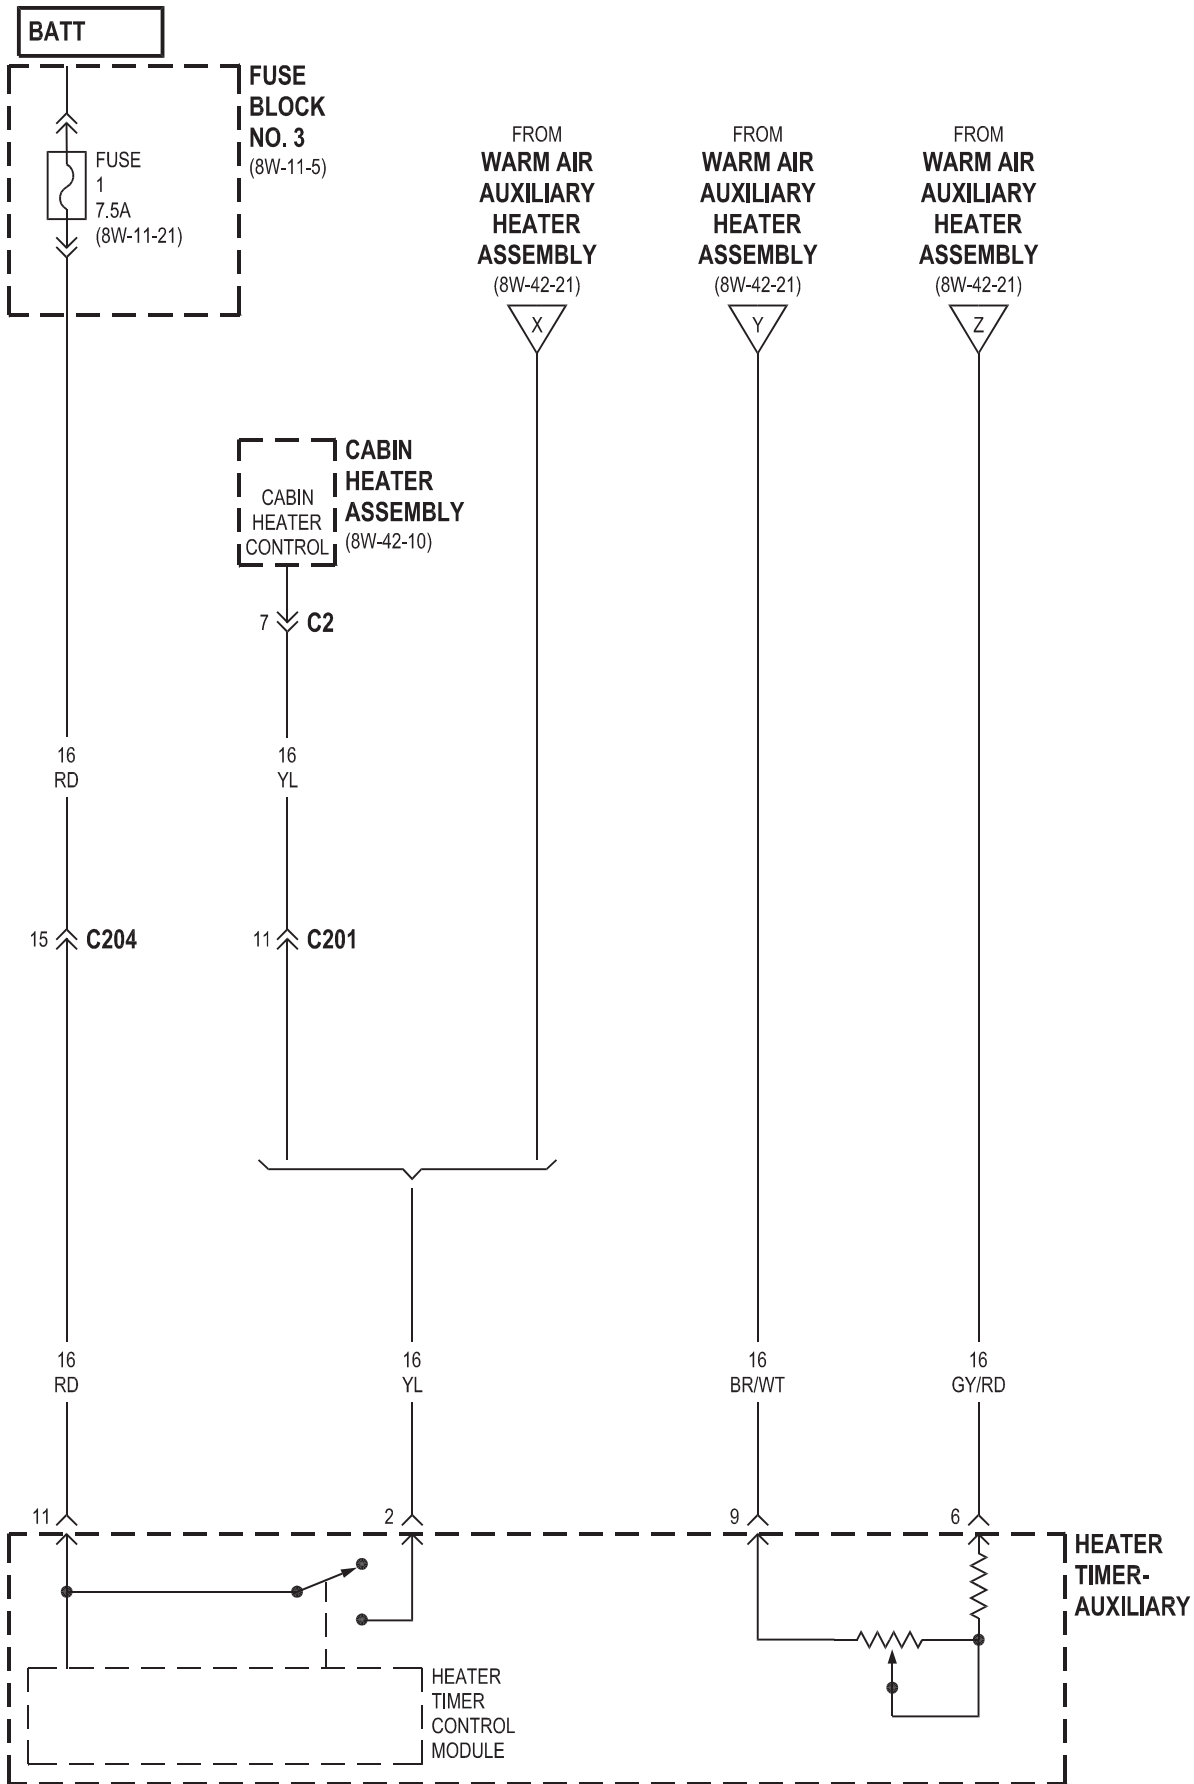 BATT
FUSE
BLOCK
NO. 3
(8W-11-5)
FUSE
1
7.5A
(8W-11-21)
FROM
WARM AIR
AUXILIARY
HEATER
ASSEMBLY
(8W-42-21)
X
FROM
WARM AIR
AUXILIARY
HEATER
ASSEMBLY
(8W-42-21)
Y
FROM
WARM AIR
AUXILIARY
HEATER
ASSEMBLY
(8W-42-21)
Z
CABIN
HEATER
ASSEMBLY
(8W-42-10)
CABIN
HEATER
CONTROL
7 C2
16
RD
16
YL
15 C204
11 C201
16
RD
16
YL
16
BR/WT
16
GY/RD
11
2
9
6
HEATER
TIMER-
AUXILIARY
HEATER
TIMER
CONTROL
MODULE